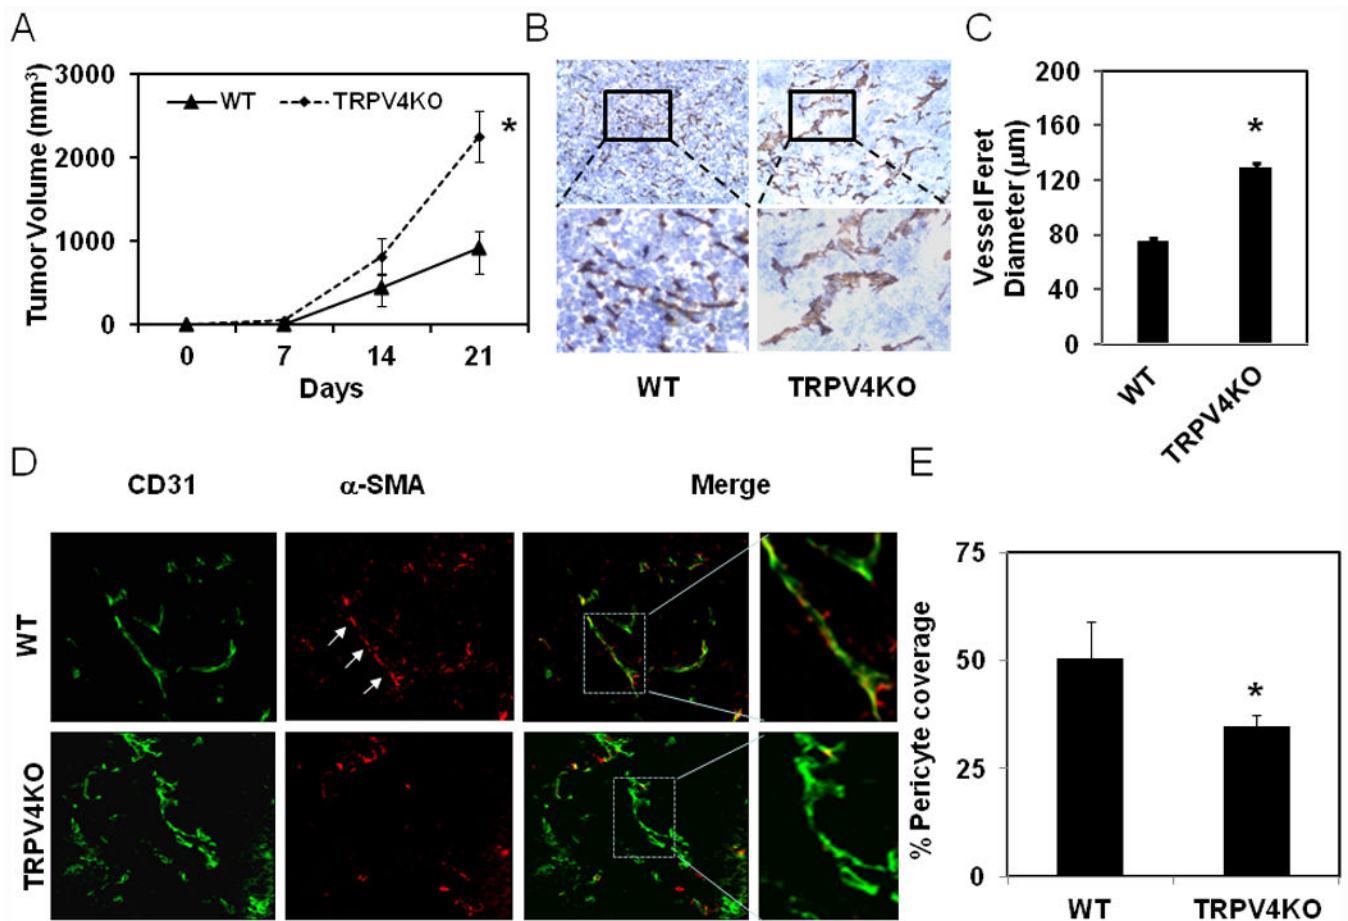 A
Tumor Volume (mm³)
3000
2000
1000
0
WT
TRPV4KO
*
0 7 14 21
Days
B
WT TRPV4KO
C
Vessel Feret
Diameter (μm)
200
160
120
80
40
0
*
WT
TRPV4KO
D
CD31 α-SMA Merge
WT
TRPV4KO
E
% Pericyte coverage
75
50
25
0
*
WT TRPV4KO